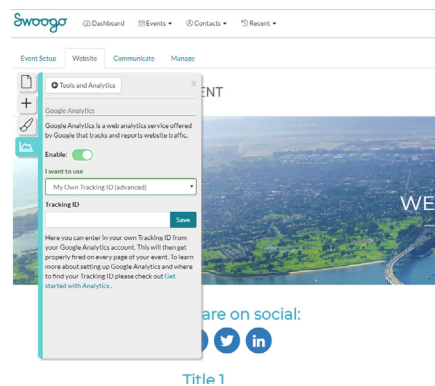 Swoogo
Dashboard Events Contacts Recent
Event Setup Website Communicate Manage
Tools and Analytics ×
ENT
Google Analytics
Google Analytics is a web analytics service offered
by Google that tracks and reports website traffic.
Enable:
I want to use
My Own Tracking ID (advanced)
WE
Tracking ID
Save
Here you can enter in your own Tracking ID from
your Google Analytics account. This will then get
properly fired on every page of your event. To learn
more about setting up Google Analytics and where
to find your Tracking ID please check out Get
started with Analytics .
are on social:
in
Title 1